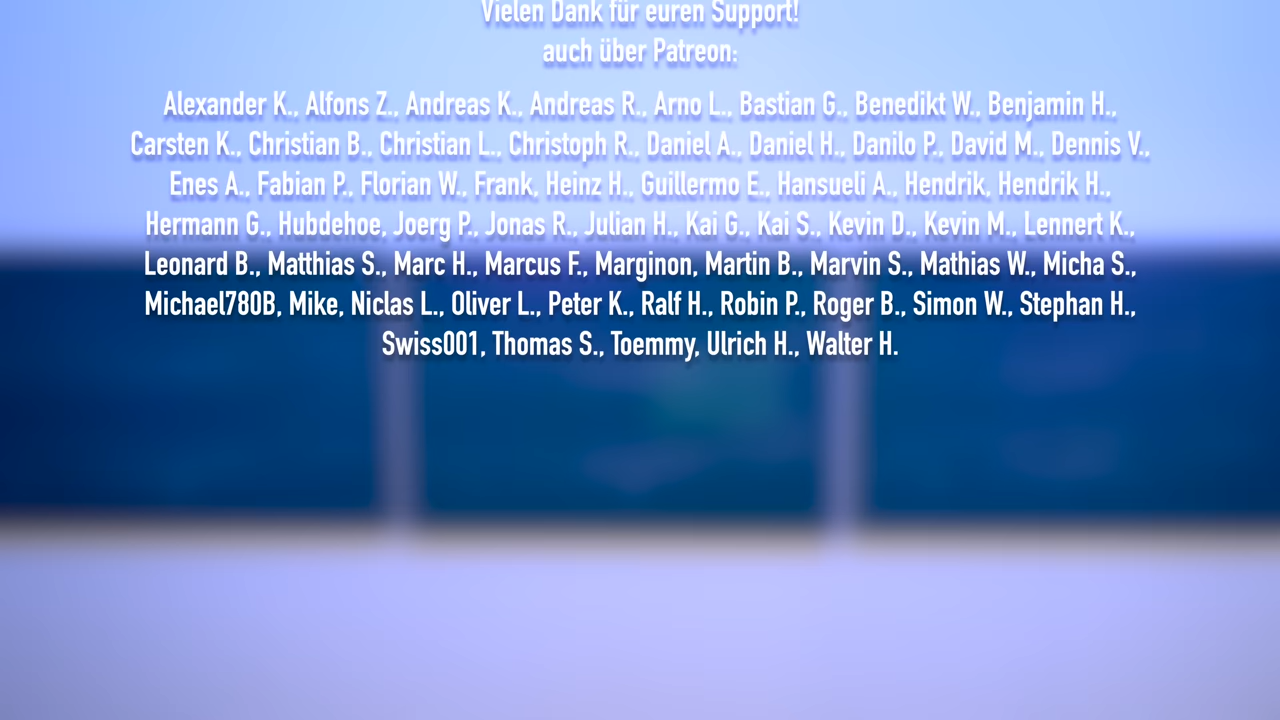 Vielen Dank für euren Support!
auch über Patreon:
Alexander K., Alfons Z., Andreas K., Andreas R., Arno L., Bastian G., Benedikt W., Benjamin H.,
Carsten K., Christian B., Christian L., Christoph R., Daniel A., Daniel H., Danilo P., David M., Dennis V.,
Enes A., Fabian P., Florian W., Frank, Heinz H., Guillermo E., Hansueli A., Hendrik, Hendrik H.,
Hermann G., Hubdehoe, Joerg P., Jonas R., Julian H., Kai G., Kai S., Kevin D., Kevin M., Lennert K.,
Leonard B., Matthias S., Marc H., Marcus F., Marginon, Martin B., Marvin S., Mathias W., Micha S.,
Michael780B, Mike, Niclas L., Oliver L., Peter K., Ralf H., Robin P., Roger B., Simon W., Stephan H.,
Swiss001, Thomas S., Toemmy, Ulrich H., Walter H.